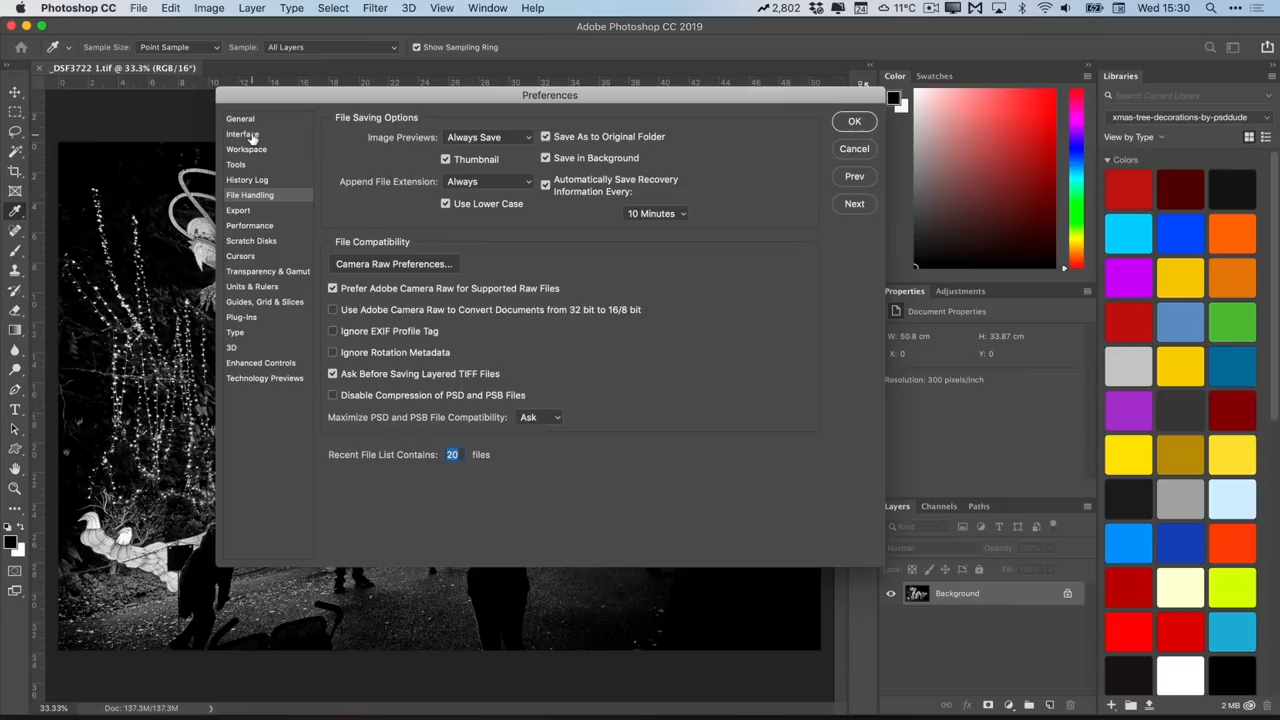 Photoshop CC File Edit Image Layer Type Select Filter 3D View Window Help 2,802 24 11°C Wed 15:30
Adobe Photoshop CC 2019
Sample Size: Point Sample Sample: All Layers Show Sampling Ring
_DSF3722 1.tif @ 33.3% (RGB/16*)
Preferences
General
Interface
Workspace
Tools
History Log
File Handling
Export
Performance
Scratch Disks
Cursors
Transparency & Gamut
Units & Rulers
Guides, Grid & Slices
Plug-Ins
Type
3D
Enhanced Controls
Technology Previews
File Saving Options
Image Previews: Always Save
Save As to Original Folder
Thumbnail
Save in Background
Append File Extension: Always
Automatically Save Recovery
Information Every:
Use Lower Case
10 Minutes
File Compatibility
Camera Raw Preferences...
Prefer Adobe Camera Raw for Supported Raw Files
Use Adobe Camera Raw to Convert Documents from 32 bit to 16/8 bit
Ignore EXIF Profile Tag
Ignore Rotation Metadata
Ask Before Saving Layered TIFF Files
Disable Compression of PSD and PSB Files
Maximize PSD and PSB File Compatibility: Ask
Recent File List Contains: 20 files
OK
Cancel
Prev
Next
Color Swatches
Properties Adobe Generator
Document Properties
W: 50.8 cm H: 33.87 cm
X: 0 Y: 0
Resolution: 300 pixels/inch
Layers Channels Paths
Kind
Normal Opacity: 100%
Lock: Fill: 100%
Background
Libraries
Search Current Library
xmas-tree-decorations-by-psddude
View by Type
Colors
2 MB
33.33% Doc: 137.3M/137.3M